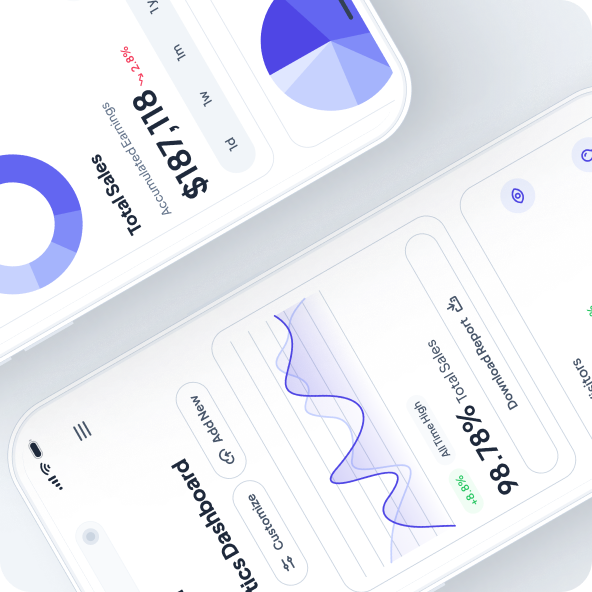 Total Sales
Accumulated Earnings
$187,118
2.8%
1d
1w
1m
1y
tics Dashboard
Customize
Add New
98.78%
Total Sales
+8.8%
All Time High
Download Report
isitors